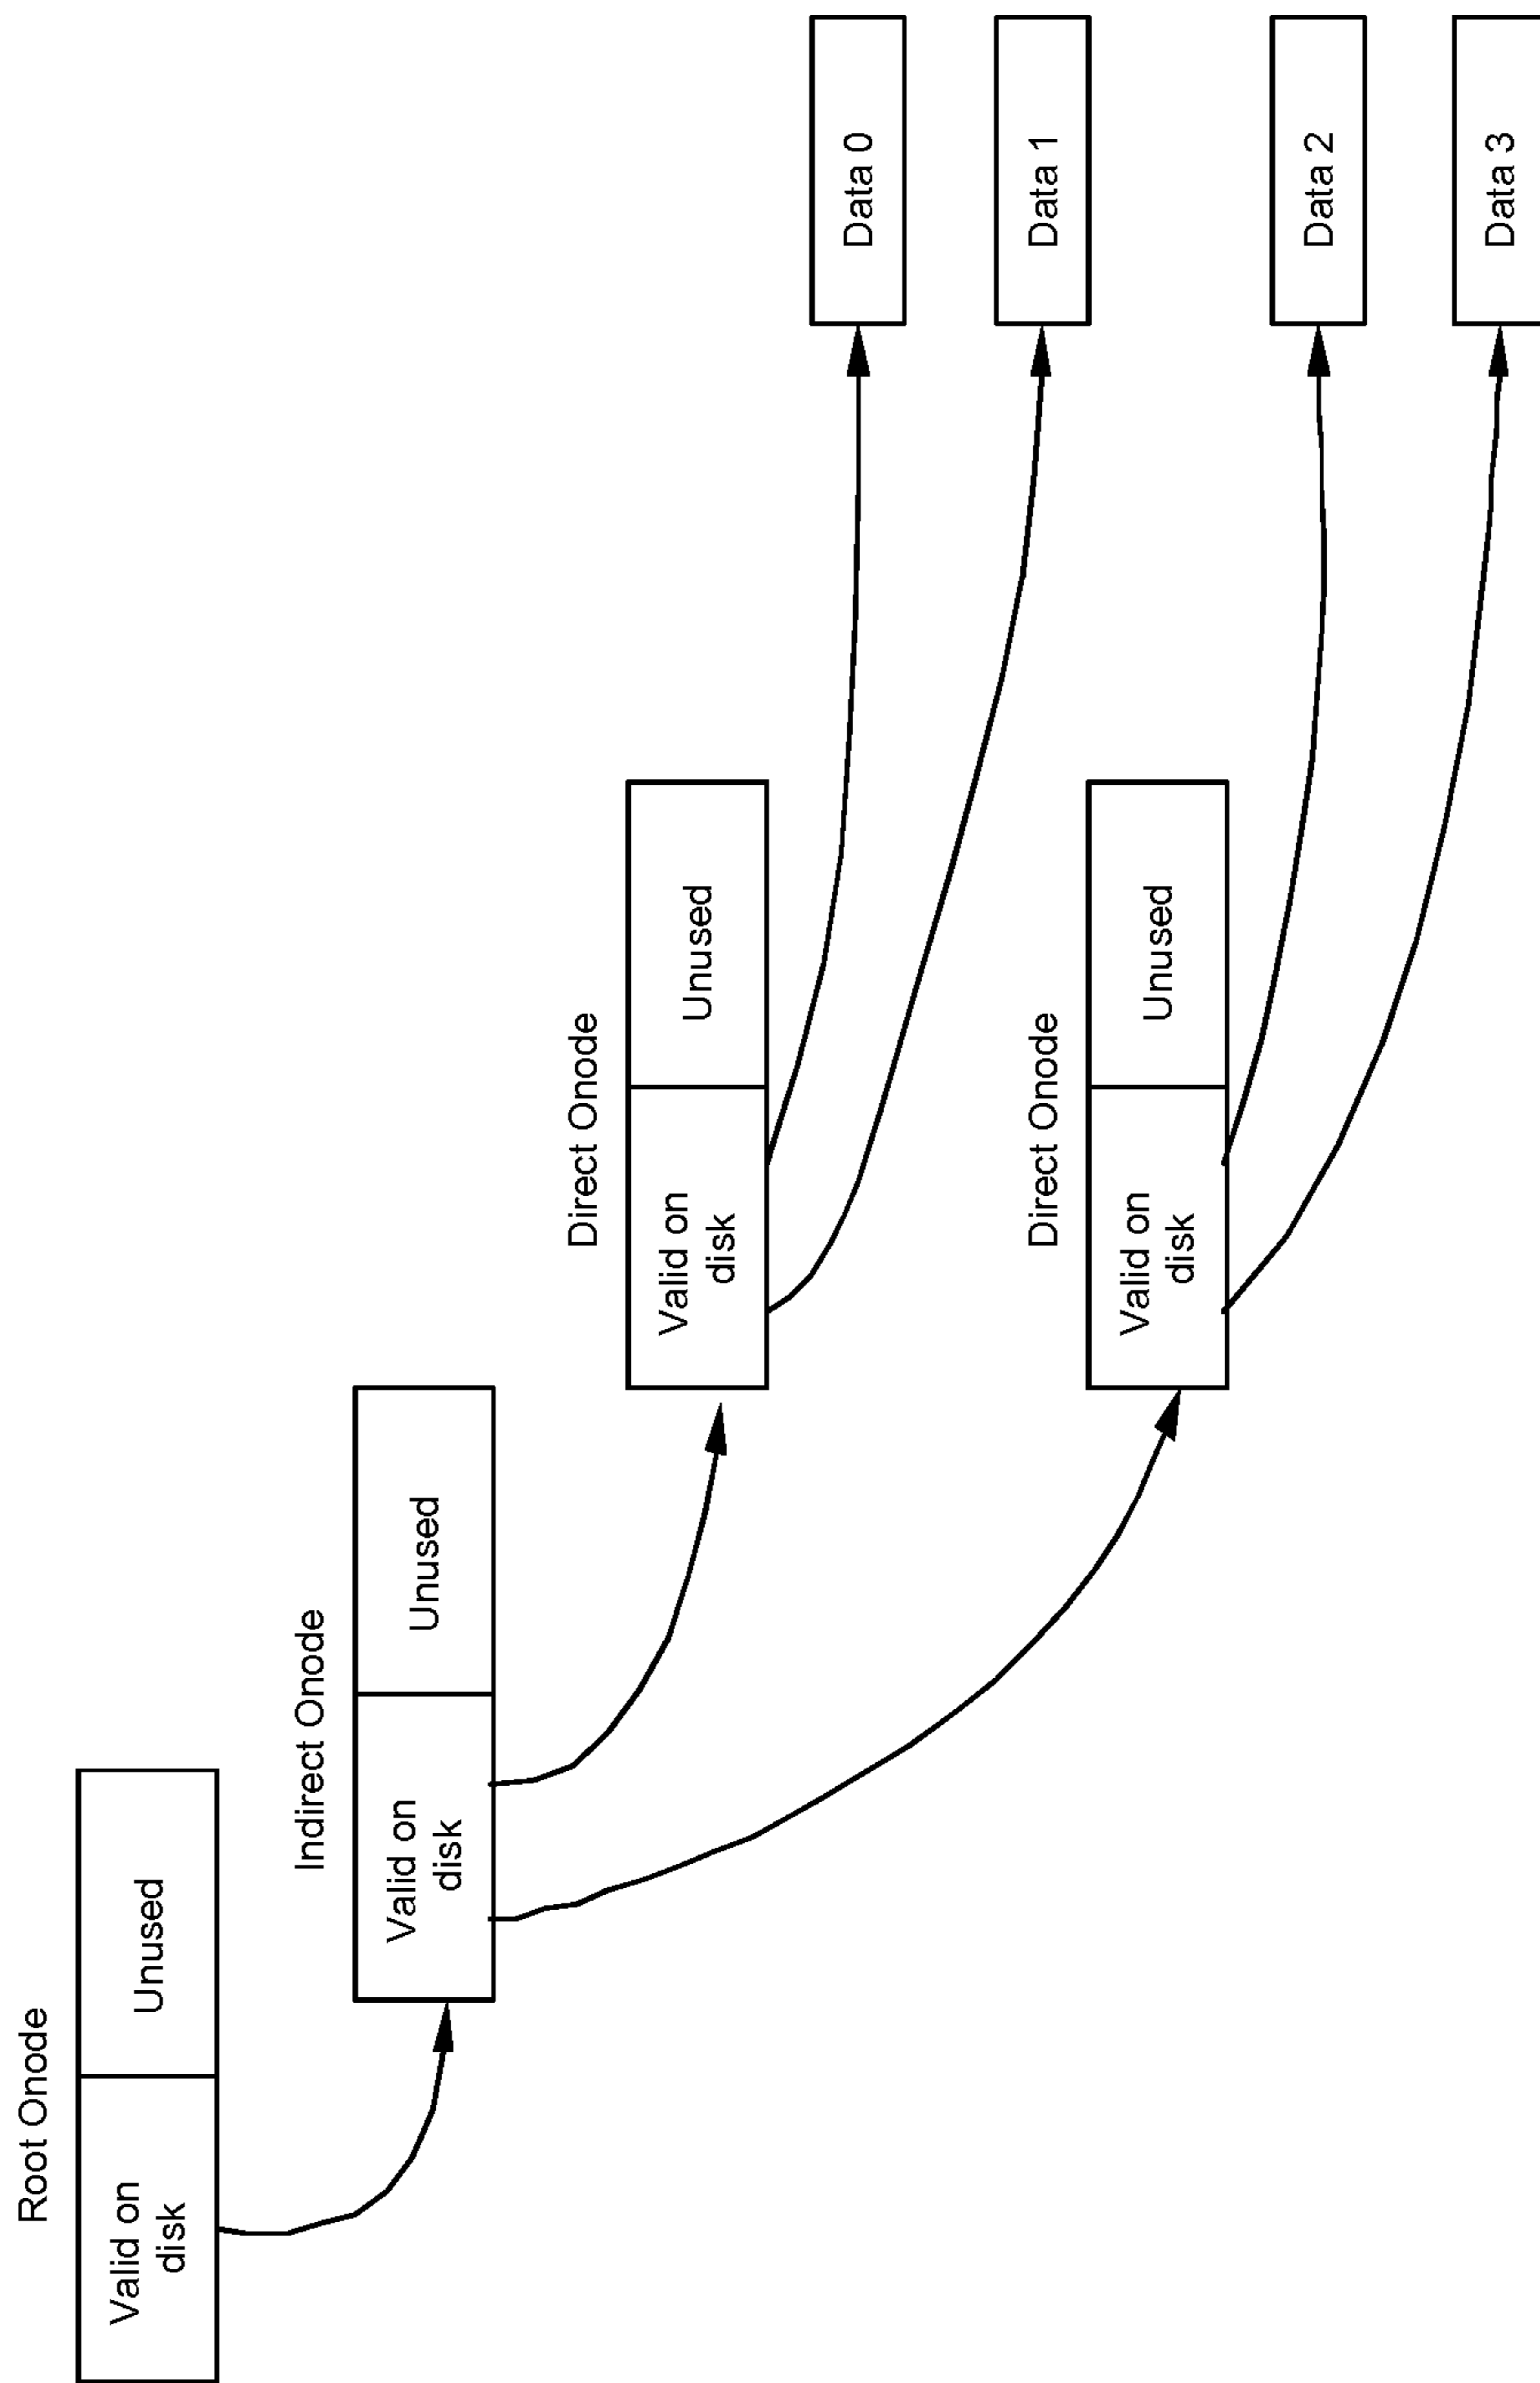 Root Onode
Valid on
disk
Unused
Indirect Onode
Valid on
disk
Unused
Direct Onode
Valid on
disk
Unused
Data 0
Data 1
Direct Onode
Valid on
disk
Unused
Data 2
Data 3